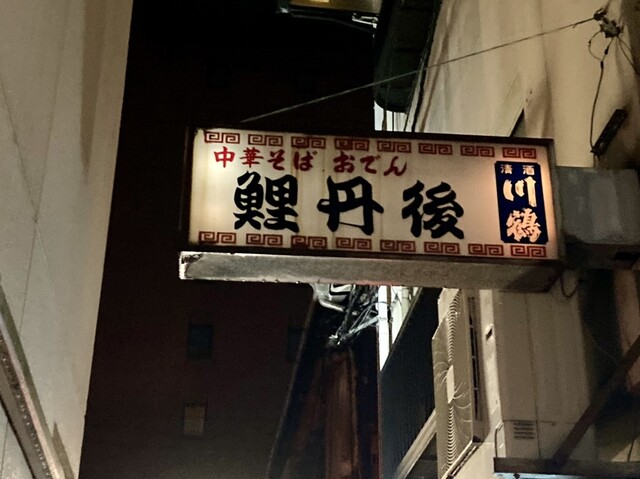 中華そば おでん
鯉丹後
清酒
川鶴